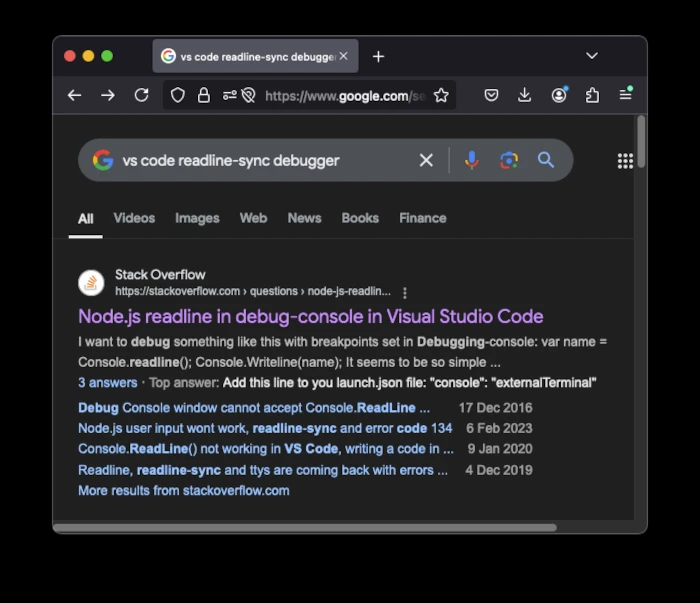 vs code readline-sync debugger
https://www.google.com/se
vs code readline-sync debugger
All Videos Images Web News Books Finance
Stack Overflow
https://stackoverflow.com › questions › node-js-readlin...
Node.js readline in debug-console in Visual Studio Code
I want to debug something like this with breakpoints set in Debugging-console: var name =
Console.readline(); Console.Writeline(name); It seems to be so simple ...
3 answers · Top answer: Add this line to you launch.json file: "console": "externalTerminal"
Debug Console window cannot accept Console.ReadLine ... 17 Dec 2016
Node.js user input wont work, readline-sync and error code 134 6 Feb 2023
Console.ReadLine() not working in VS Code, writing a code in ... 9 Jan 2020
Readline, readline-sync and ttys are coming back with errors ... 4 Dec 2019
More results from stackoverflow.com